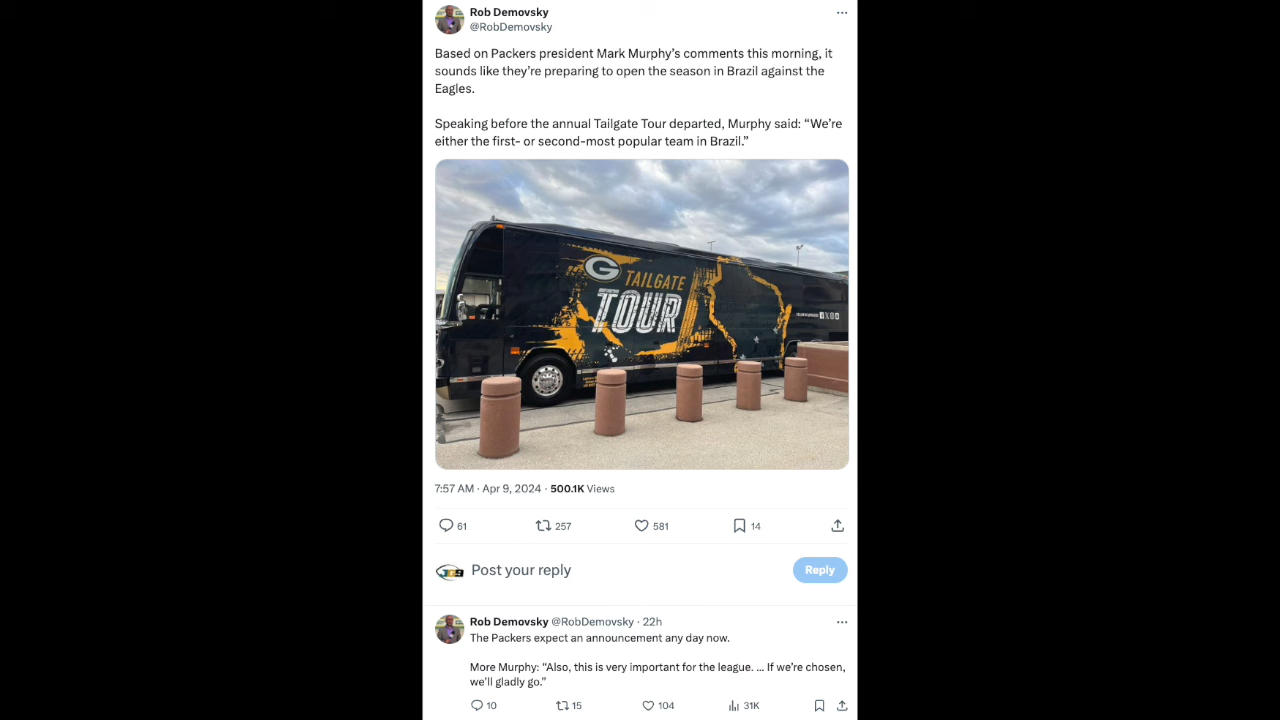 Rob Demovsky
@RobDemovsky
Based on Packers president Mark Murphy’s comments this morning, it
sounds like they’re preparing to open the season in Brazil against the
Eagles.
Speaking before the annual Tailgate Tour departed, Murphy said: “We’re
either the first- or second-most popular team in Brazil.”
G TAILGATE
TOUR
7:57 AM · Apr 9, 2024 · 500.1K Views
61 257 581 14
Post your reply
Reply
Rob Demovsky @RobDemovsky · 22h
The Packers expect an announcement any day now.
More Murphy: “Also, this is very important for the league. ... If we’re chosen,
we’ll gladly go.”
10 15 104 31K